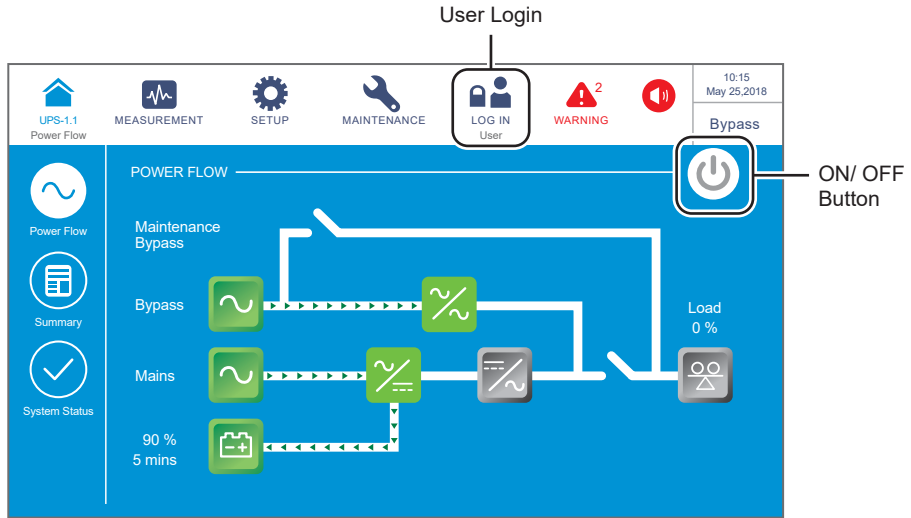 User Login
UPS-1.1
Power Flow
MEASUREMENT
SETUP
MAINTENANCE
LOG IN
User
2
WARNING
10:15
May 25,2018
Bypass
ON/ OFF
Button
POWER FLOW
Power Flow
Summary
System Status
Maintenance
Bypass
Bypass
Load
0 %
Mains
90 %
5 mins